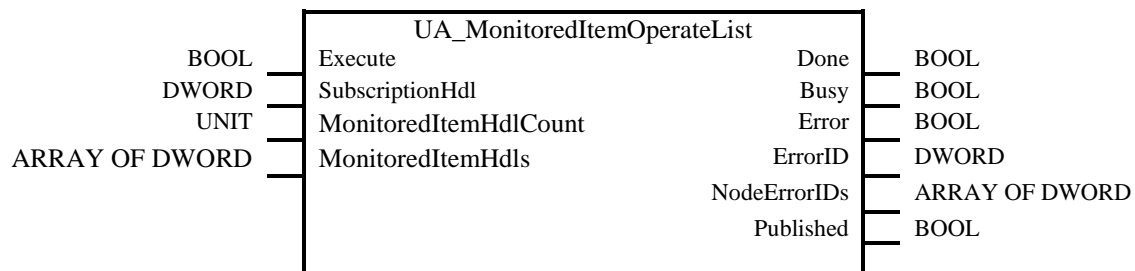 UA_MonitoredItemOperateList
BOOL Execute Done BOOL
DWORD SubscriptionHdl Busy BOOL
UNIT MonitoredItemHdlCount Error BOOL
ARRAY OF DWORD MonitoredItemHdls ErrorID DWORD
NodeErrorIDs ARRAY OF DWORD
Published BOOL